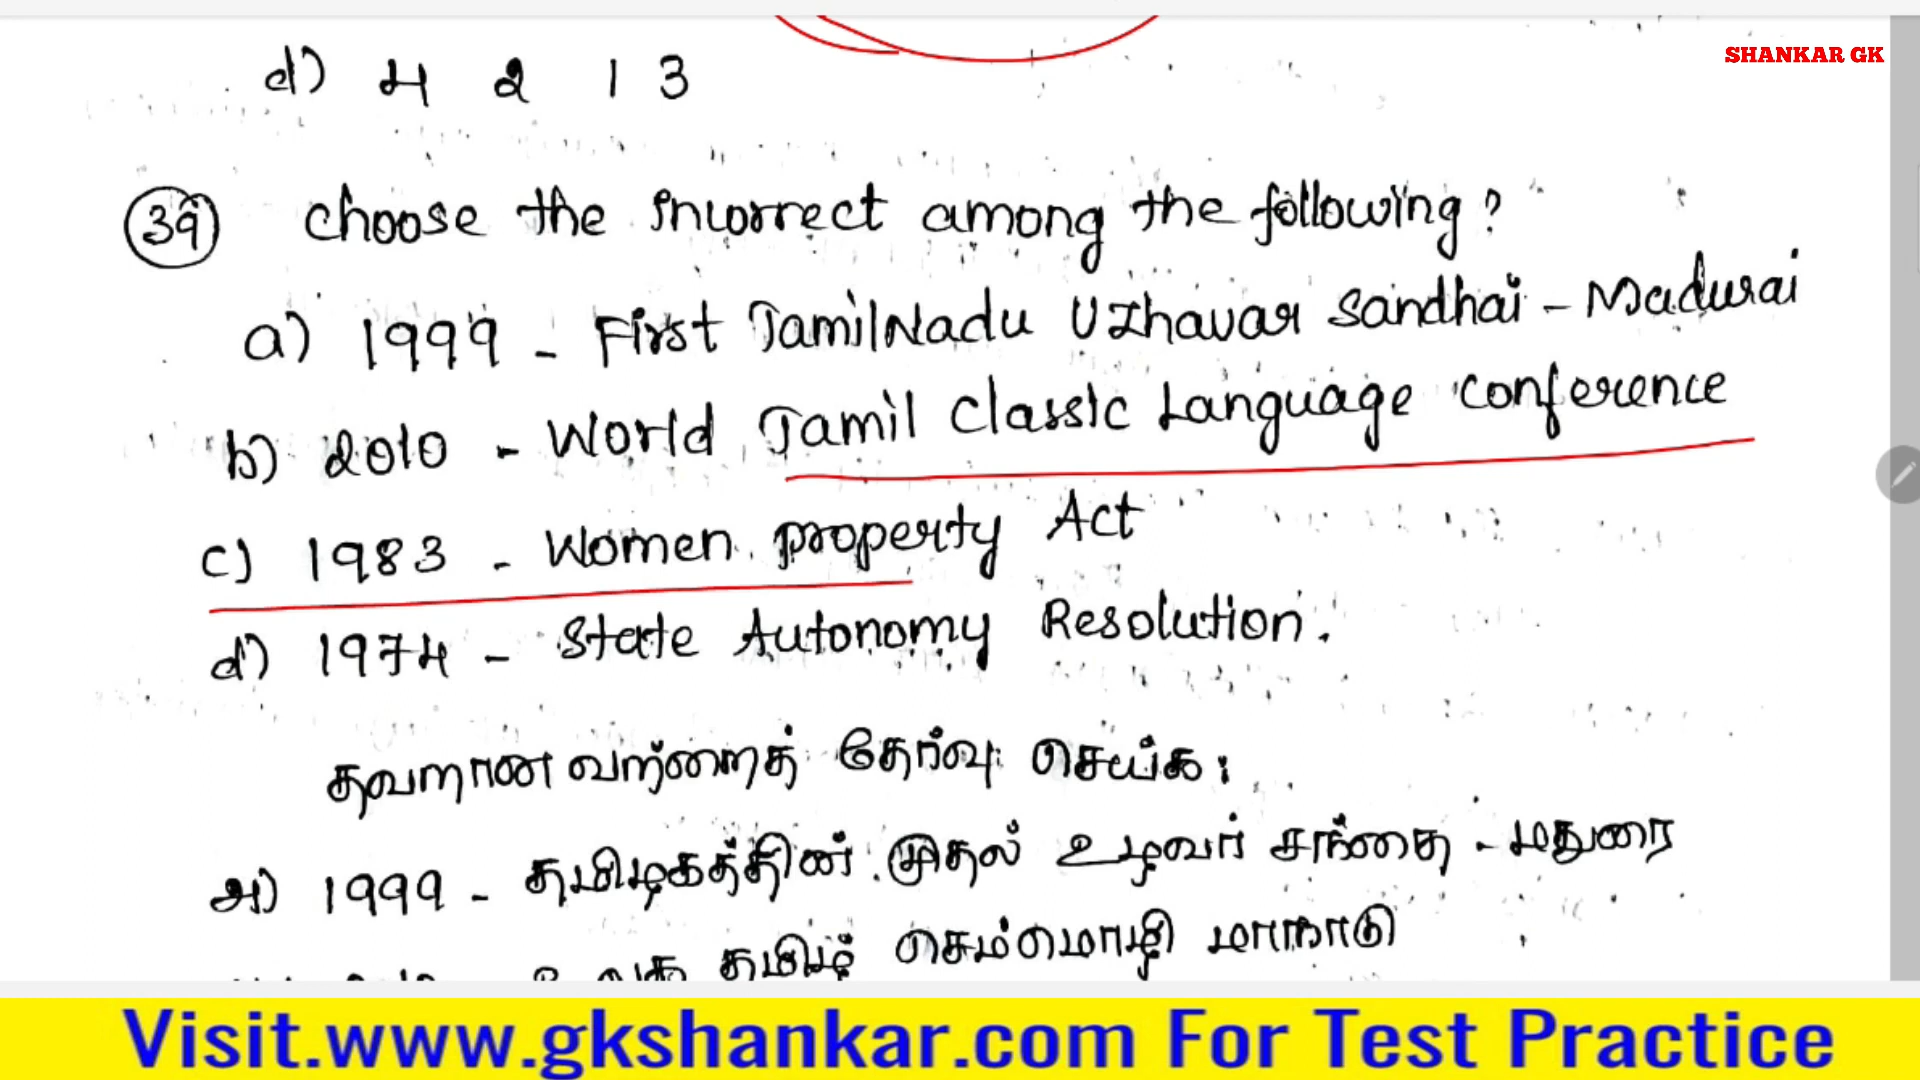 SHANKAR GK
d) 4 2 1 3
39 choose the incorrect among the following?
a) 1999 - First TamilNadu Uzhavar Sandhai - Madurai
b) 2010 - World Tamil Classic Language Conference
c) 1983 - Women property Act
d) 1974 - State Autonomy Resolution.
தவறானவற்றைத் தேர்வு செய்க:
அ) 1999 - தமிழகத்தின் முதல் உழவர் சந்தை - மதுரை
தமிழ் செம்மொழி மாநாடு
Visit.www.gkshankar.com For Test Practice